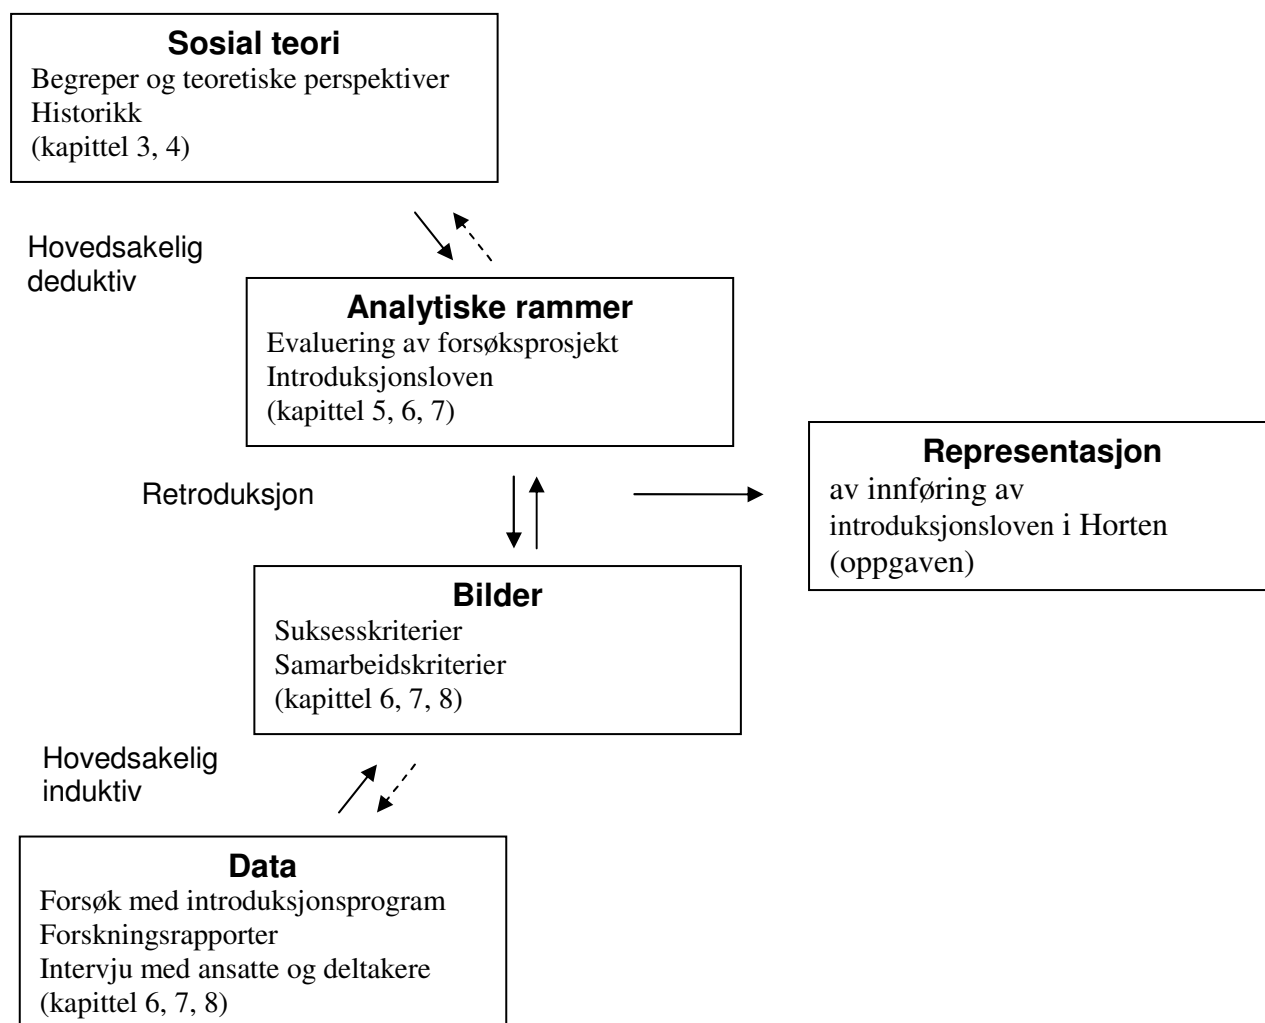 Sosial teori
Begreper og teoretiske perspektiver
Historikk
(kapittel 3, 4)
Hovedsakelig
deduktiv
Analytiske rammer
Evaluering av forsøksprosjekt
Introduksjonsloven
(kapittel 5, 6, 7)
Retroduksjon
Representasjon
av innføring av
introduksjonsloven i Horten
(oppgaven)
Bilder
Suksesskriterier
Samarbeidskriterier
(kapittel 6, 7, 8)
Hovedsakelig
induktiv
Data
Forsøk med introduksjonsprogram
Forskningsrapporter
Intervju med ansatte og deltakere
(kapittel 6, 7, 8)